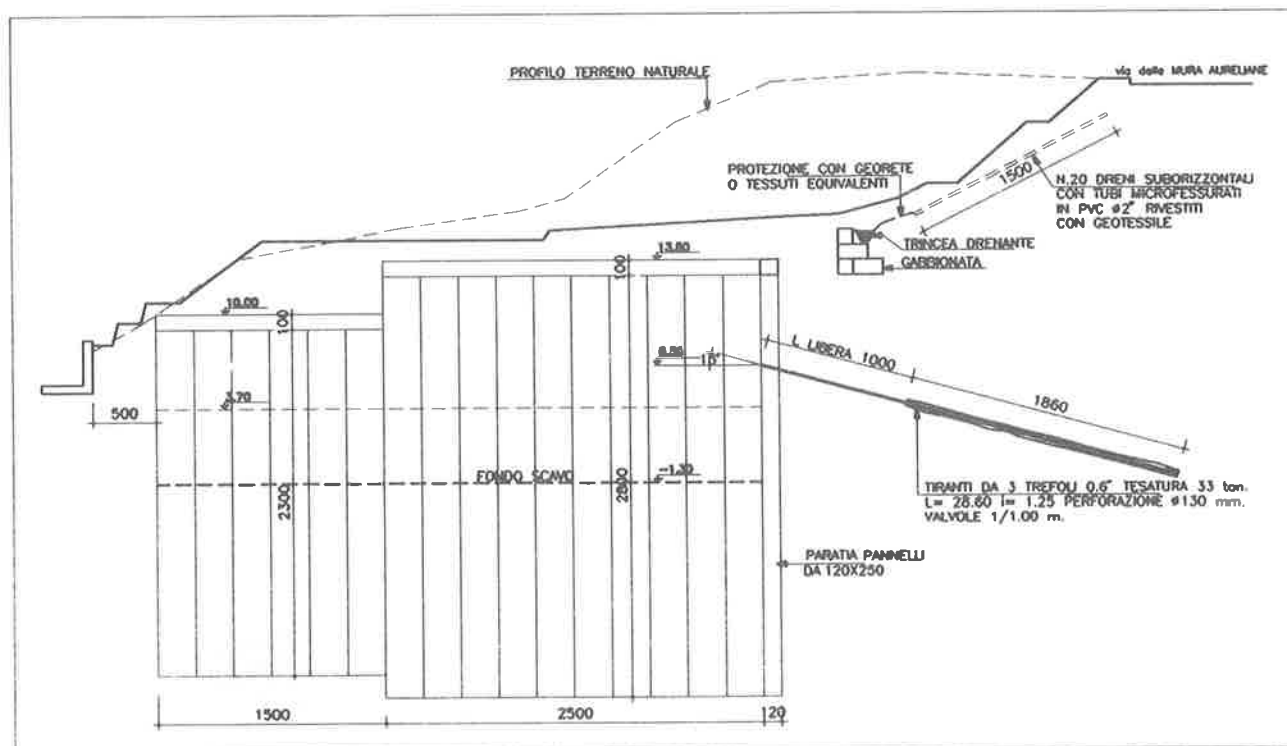 PROFILO TERRENO NATURALE
via delle MURA AURELIANE
PROTEZIONE CON GEORETE
O TESSUTI EQUIVALENTI
1500
N.20 DRENI SUBORIZZONTALI
CON TUBI MICROFESSURATI
IN PVC ø2" RIVESTITI
CON GEOTESSILE
TRINCEA DRENANTE
GABBIONATA
13.80
100
10.00
100
15°
L LIBERA 1000
1860
500
FONDO SCAVO
2300
2800
TIRANTI DA 3 TREFOLI 0.6" TESATURA 33 ton.
L= 28.60 i= 1.25 PERFORAZIONE ø130 mm.
VALVOLE 1/1.00 m.
PARATIA PANNELLI
DA 120X250
1500
2500
120